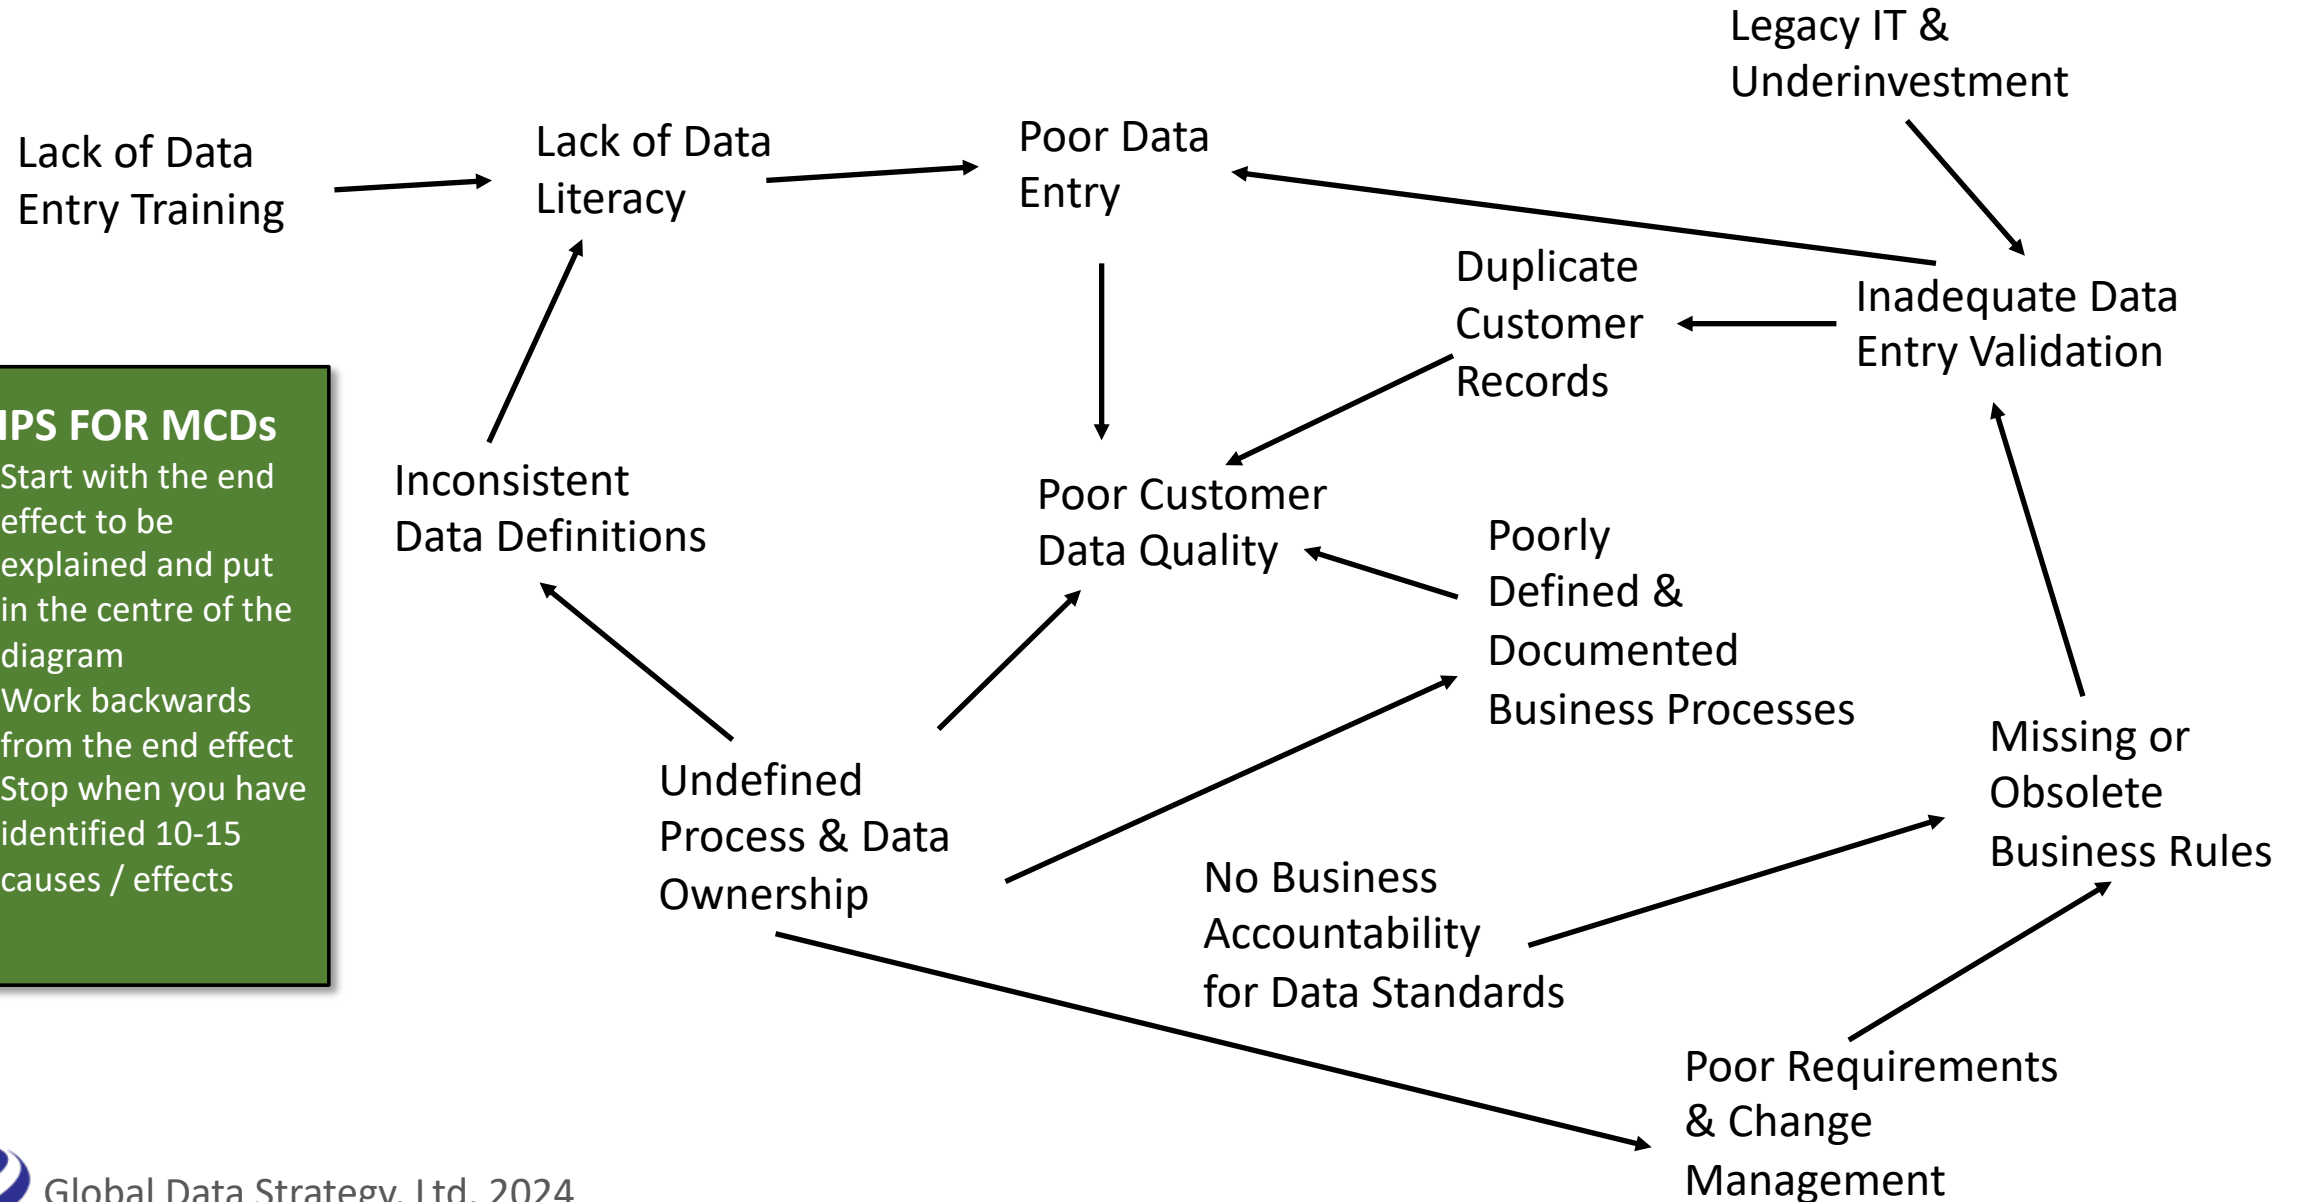 Legacy IT &
Underinvestment
Lack of Data
Entry Training
Lack of Data
Literacy
Poor Data
Entry
Duplicate
Customer
Records
Inadequate Data
Entry Validation
IPS FOR MCDs
Start with the end
effect to be
explained and put
in the centre of the
diagram
Work backwards
from the end effect
Stop when you have
identified 10-15
causes / effects
Inconsistent
Data Definitions
Poor Customer
Data Quality
Poorly
Defined &
Documented
Business Processes
Undefined
Process & Data
Ownership
Missing or
Obsolete
Business Rules
No Business
Accountability
for Data Standards
Poor Requirements
& Change
Management
Global Data Strategy, Ltd. 2024